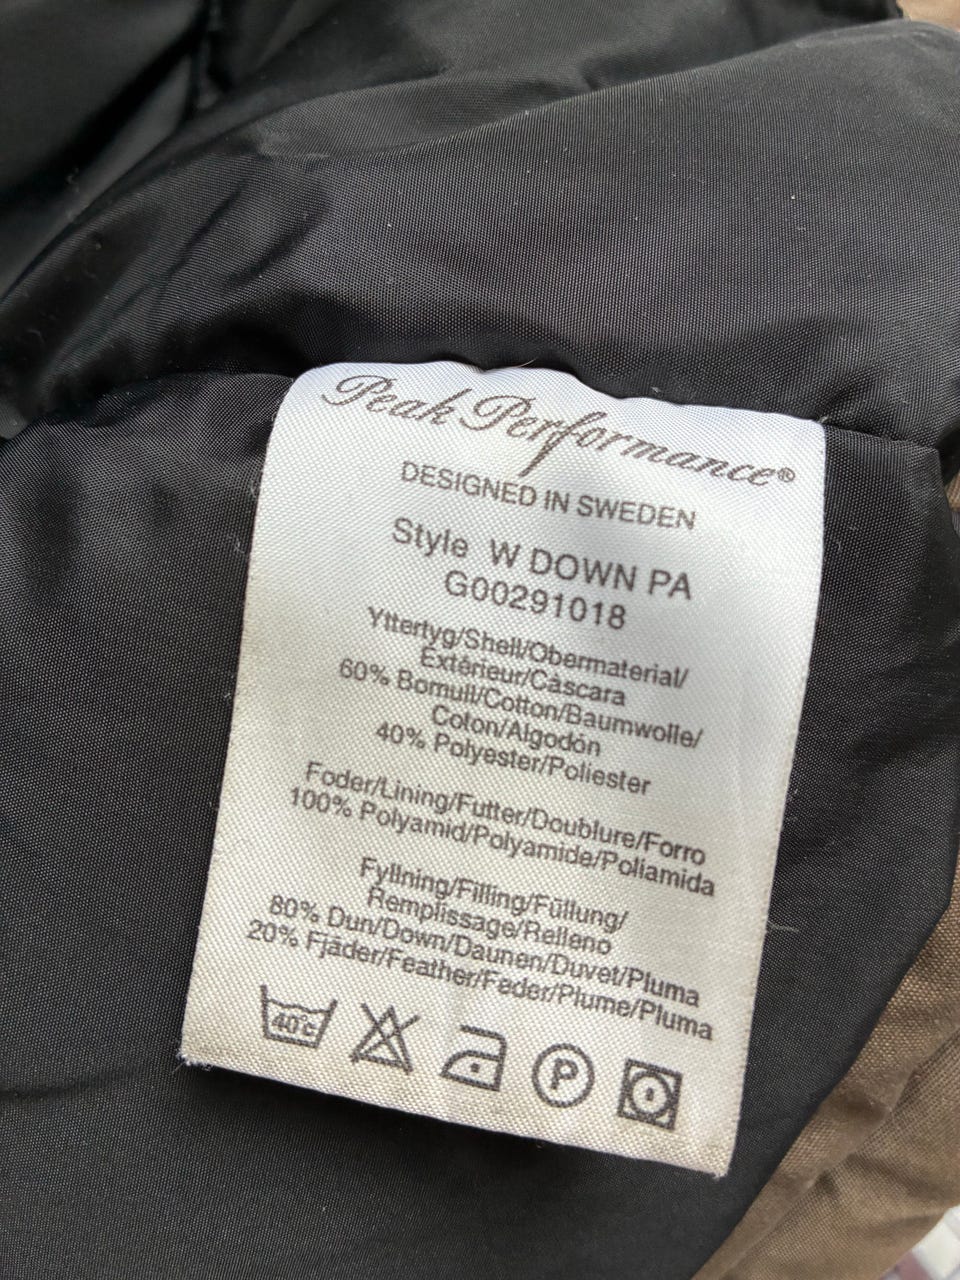 Peak Performance®
DESIGNED IN SWEDEN
Style W DOWN PA
G00291018
Yttertyg/Shell/Obermaterial/
Extérieur/Càscara
60% Bomull/Cotton/Baumwolle/
Coton/Algodón
40% Polyester/Poliester
Foder/Lining/Futter/Doublure/Forro
100% Polyamid/Polyamide/Poliamida
Fyllning/Filling/Füllung/
Remplissage/Relleno
80% Dun/Down/Daunen/Duvet/Pluma
20% Fjäder/Feather/Feder/Plume/Pluma
40°c P